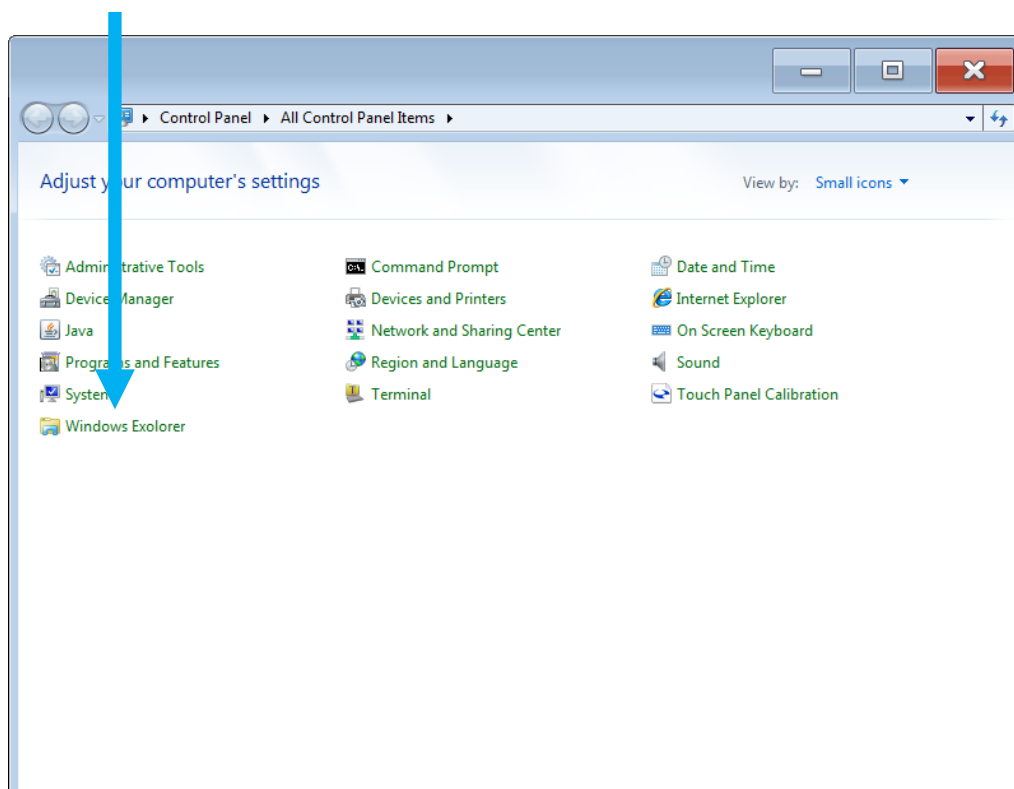 Control Panel All Control Panel Items
Adjust your computer's settings
View by: Small icons
Administrative Tools
Command Prompt
Date and Time
Device Manager
Devices and Printers
Internet Explorer
Java
Network and Sharing Center
On Screen Keyboard
Programs and Features
Region and Language
Sound
System
Terminal
Touch Panel Calibration
Windows Exolorer